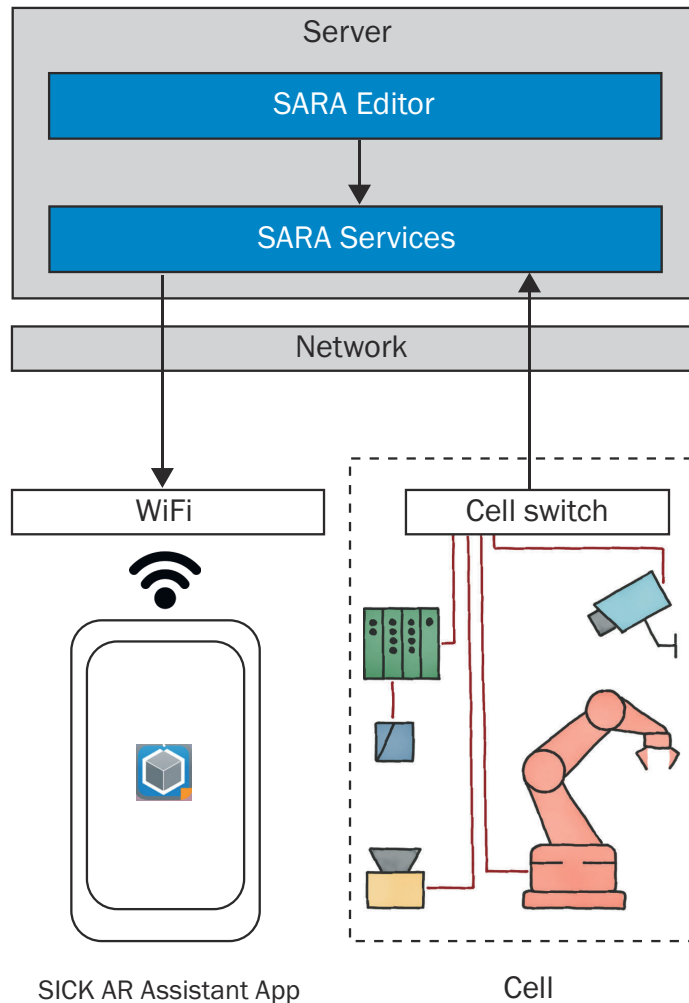 Server
SARA Editor
SARA Services
Network
WiFi
Cell switch
SICK AR Assistant App
Cell